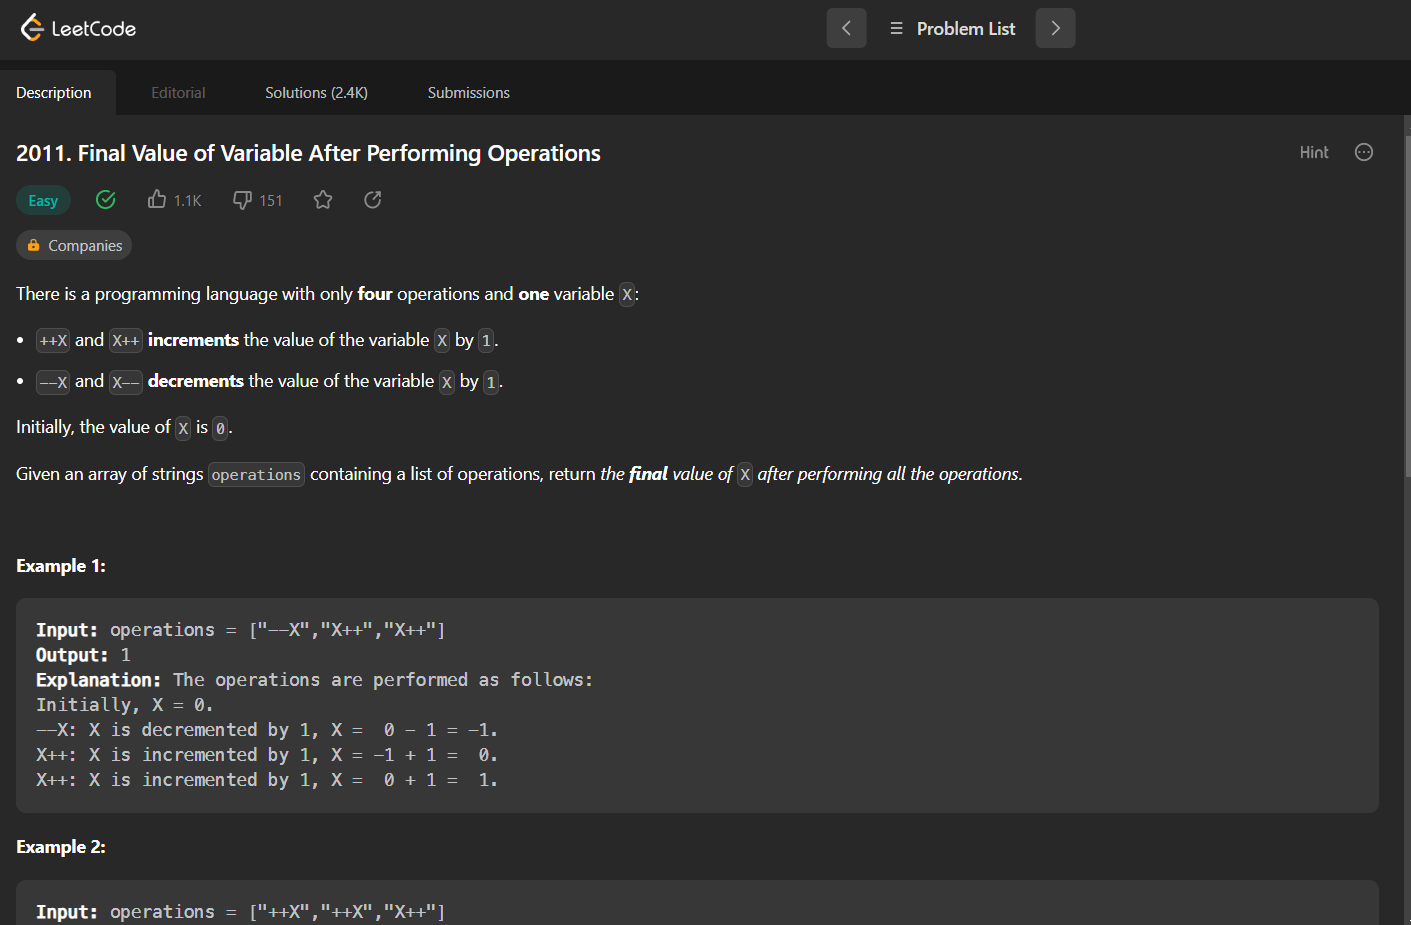 LeetCode
Problem List
Description Editorial Solutions (2.4K) Submissions
2011. Final Value of Variable After Performing Operations
Hint
Easy 1.1K 151
Companies
There is a programming language with only four operations and one variable X:
• ++X and X++ increments the value of the variable X by 1.
• --X and X-- decrements the value of the variable X by 1.
Initially, the value of X is 0.
Given an array of strings operations containing a list of operations, return the final value of X after performing all the operations.
Example 1:
Input: operations = ["--X","X++","X++"]
Output: 1
Explanation: The operations are performed as follows:
Initially, X = 0.
--X: X is decremented by 1, X =  0 - 1 = -1.
X++: X is incremented by 1, X = -1 + 1 =  0.
X++: X is incremented by 1, X =  0 + 1 =  1.
Example 2:
Input: operations = ["++X","++X","X++"]